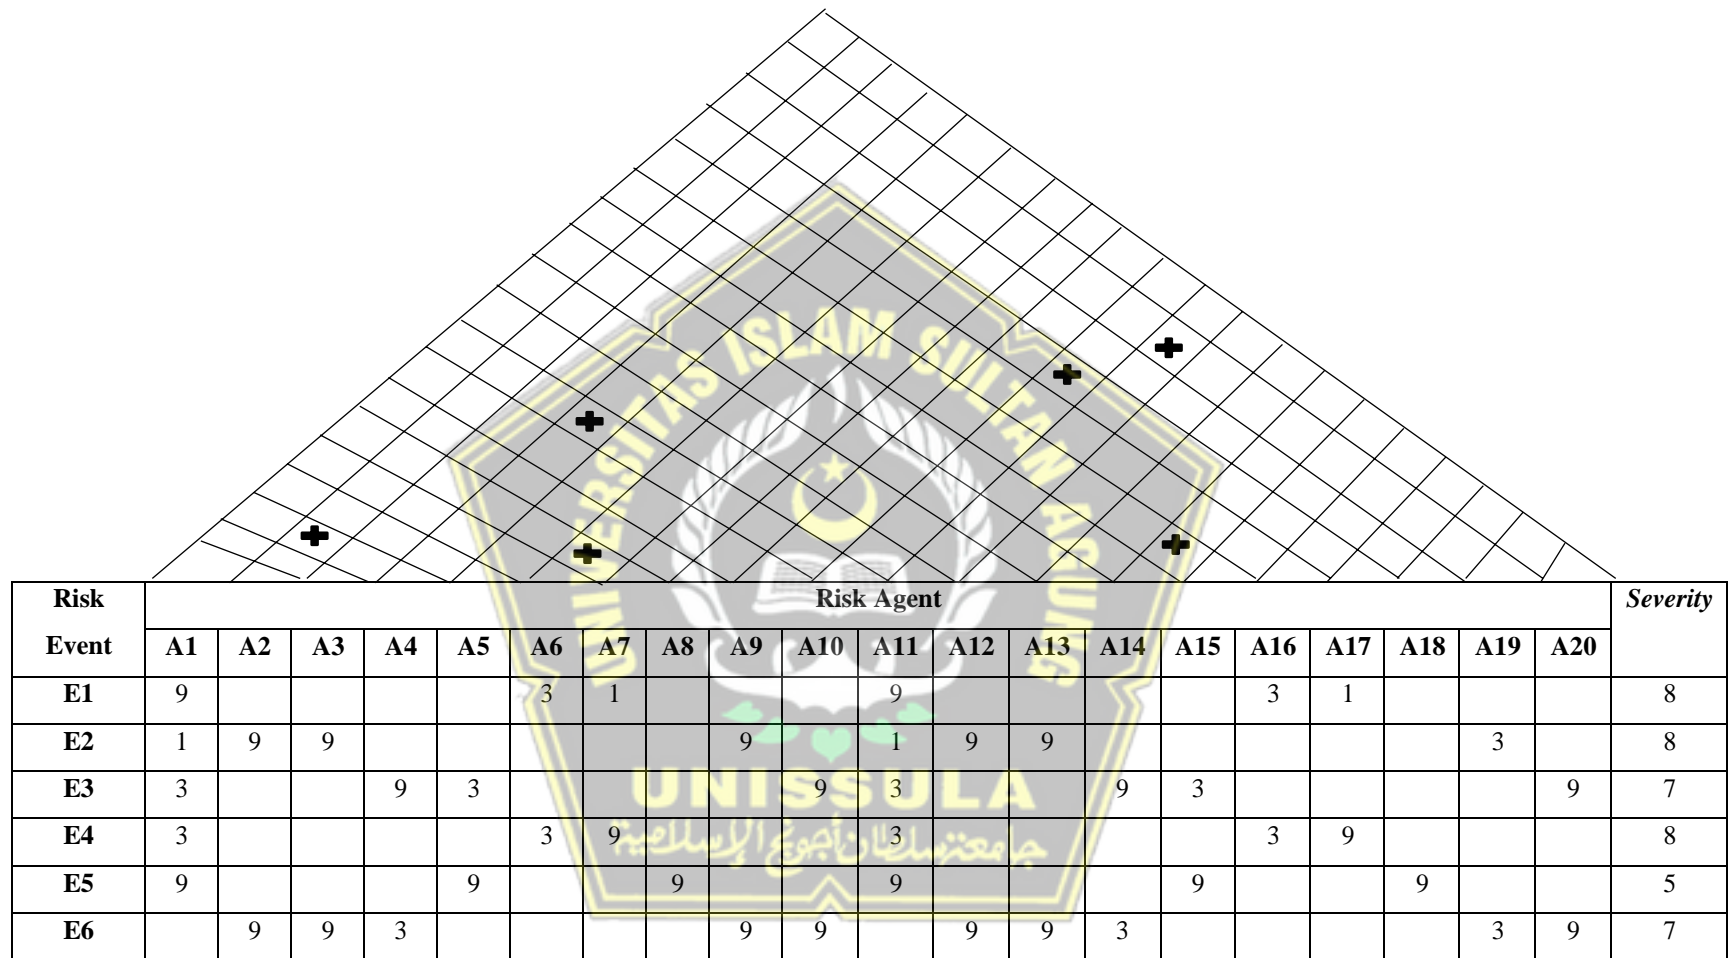 UNIVERSITAS ISLAM SULTAN AGUNG
Risk Event Risk Agent Severity
A1 A2 A3 A4 A5 A6 A7 A8 A9 A10 A11 A12 A13 A14 A15 A16 A17 A18 A19 A20
E1 9 3 1 9 3 1 8
E2 1 9 9 9 1 9 9 3 8
E3 3 9 3 9 3 9 3 9 7
E4 3 3 9 3 3 9 8
E5 9 9 9 9 9 9 5
UNISSULA
جامعته سلطان أجونج الإسلامية
E6 9 9 3 9 9 9 9 3 3 9 7